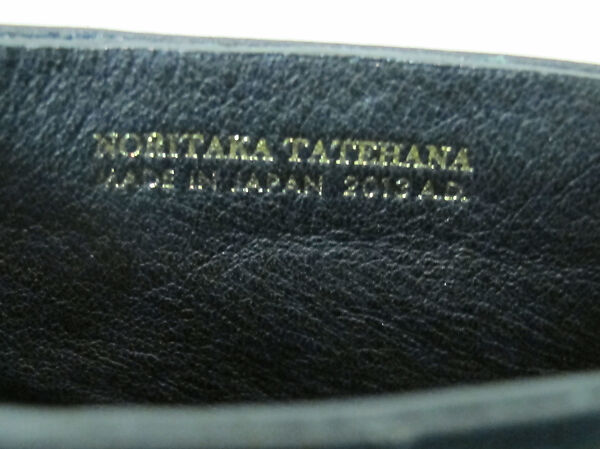 NORITAKA TATEHANA
MADE IN JAPAN 2013 A.D.